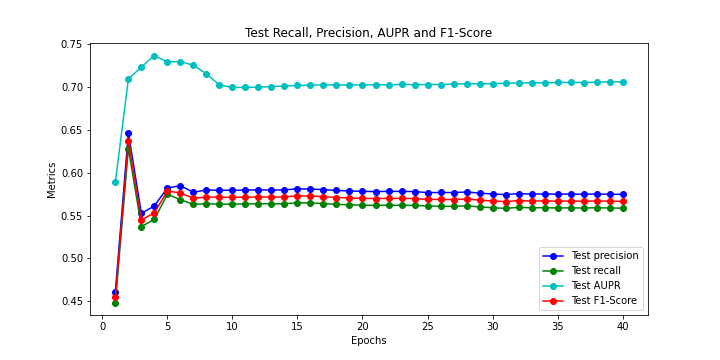 Test Recall, Precision, AUPR and F1-Score
Metrics
0.75
0.70
0.65
0.60
0.55
0.50
0.45
0 5 10 15 20 25 30 35 40
Epochs
Test precision
Test recall
Test AUPR
Test F1-Score